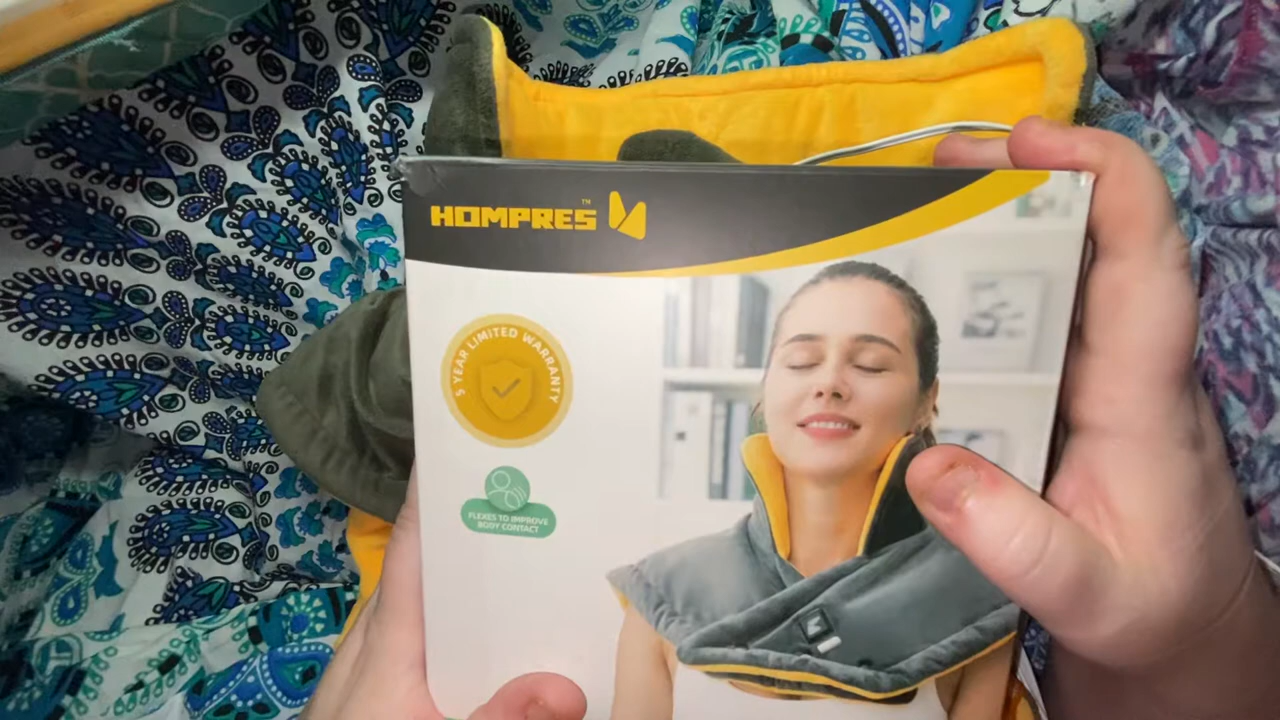 HOMPRES™
5 YEAR LIMITED WARRANTY
FLEXES TO IMPROVE
BODY CONTACT